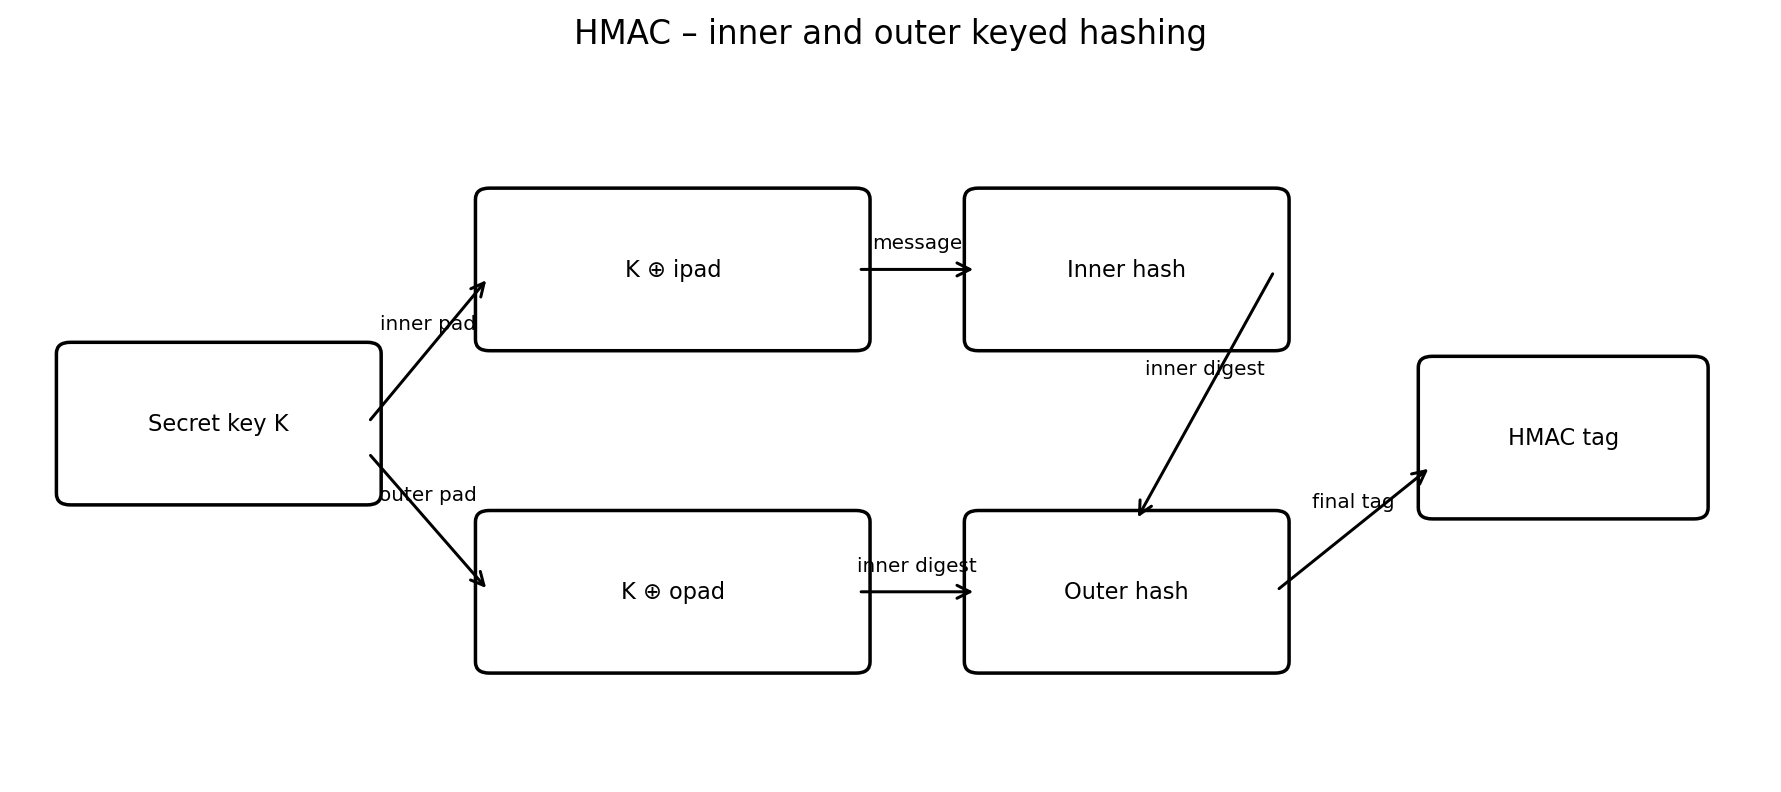 HMAC – inner and outer keyed hashing
message
K ⊕ ipad
Inner hash
inner pad
inner digest
Secret key K
HMAC tag
outer pad
final tag
inner digest
K ⊕ opad
Outer hash